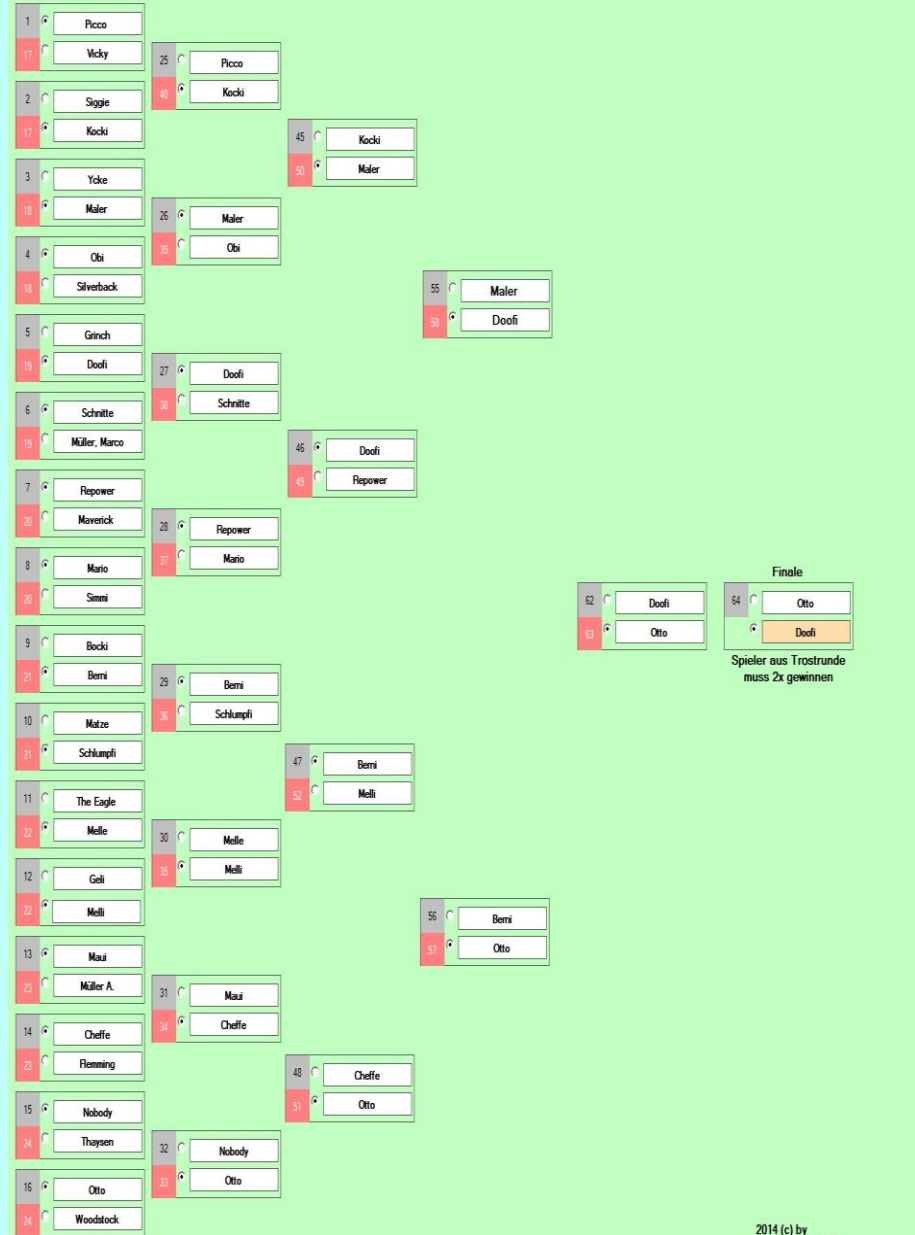 1 Picco
17 Vicky
2 Siggie
17 Kocki
3 Ycke
18 Maler
4 Obi
18 Silverback
5 Grinch
19 Doofi
6 Schnitte
19 Müller, Marco
7 Repower
20 Maverick
8 Mario
20 Simmi
9 Bocki
21 Berni
10 Matze
21 Schlumpfi
11 The Eagle
22 Melle
12 Geli
22 Melli
13 Maui
23 Müller A.
14 Cheffe
23 Flemming
15 Nobody
24 Thaysen
16 Otto
24 Woodstock
25 Picco
40 Kocki
26 Maler
39 Obi
27 Doofi
38 Schnitte
28 Repower
37 Mario
29 Berni
36 Schlumpfi
30 Melle
35 Melli
31 Maui
34 Cheffe
32 Nobody
33 Otto
45 Kocki
50 Maler
46 Doofi
49 Repower
47 Berni
52 Melli
48 Cheffe
51 Otto
55 Maler
58 Doofi
56 Berni
57 Otto
62 Doofi
63 Otto
Finale
64 Otto
Doofi
Spieler aus Trostrunde
muss 2x gewinnen
2014 (c) by